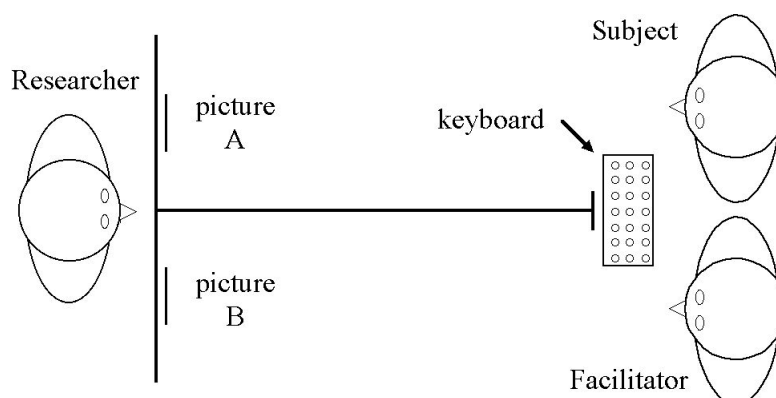 Subject
Researcher
picture
A
keyboard
picture
B
Facilitator